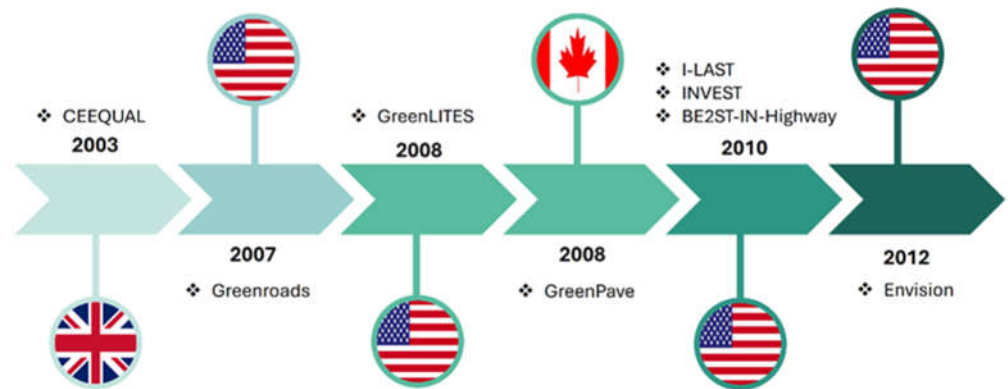 ❖ CEEQUAL
2003
2007
❖ Greenroads
❖ GreenLITES
2008
2008
❖ GreenPave
❖ I-LAST
❖ INVEST
❖ BE2ST-IN-Highway
2010
2012
❖ Envision